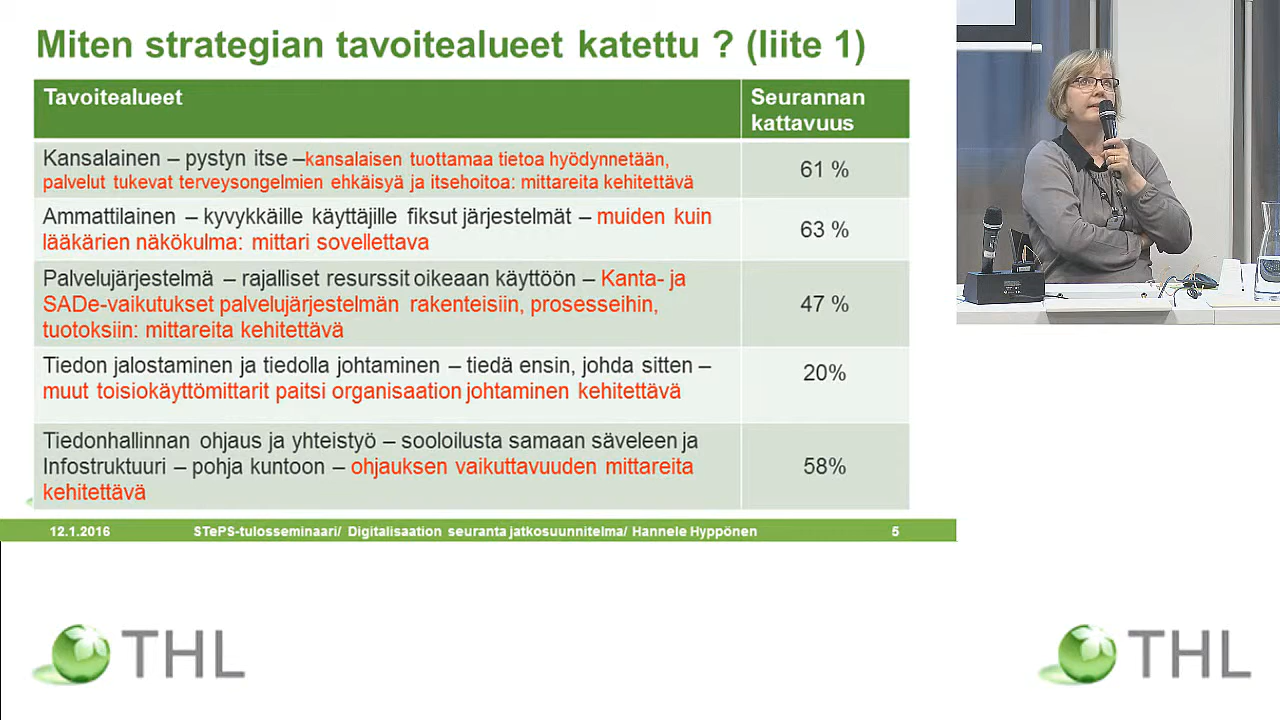 Miten strategian tavoitealueet katettu ? (liite 1)
Tavoitealueet
Seurannan
kattavuus
Kansalainen – pystyn itse –kansalaisen tuottamaa tietoa hyödynnetään,
palvelut tukevat terveysongelmien ehkäisyä ja itsehoitoa: mittareita kehitettävä
61 %
Ammattilainen – kyvykkäille käyttäjille fiksut järjestelmät – muiden kuin
lääkärien näkökulma: mittari sovellettava
63 %
Palvelujärjestelmä – rajalliset resurssit oikeaan käyttöön – Kanta- ja
SADe-vaikutukset palvelujärjestelmän rakenteisiin, prosesseihin,
tuotoksiin: mittareita kehitettävä
47 %
Tiedon jalostaminen ja tiedolla johtaminen – tiedä ensin, johda sitten –
muut toisiokäyttömittarit paitsi organisaation johtaminen kehitettävä
20%
Tiedonhallinnan ohjaus ja yhteistyö – sooloilusta samaan säveleen ja
Infostruktuuri – pohja kuntoon – ohjauksen vaikuttavuuden mittareita
kehitettävä
58%
12.1.2016 STePS-tulosseminaari/ Digitalisaation seuranta jatkosuunnitelma/ Hannele Hyppönen 5
THL THL